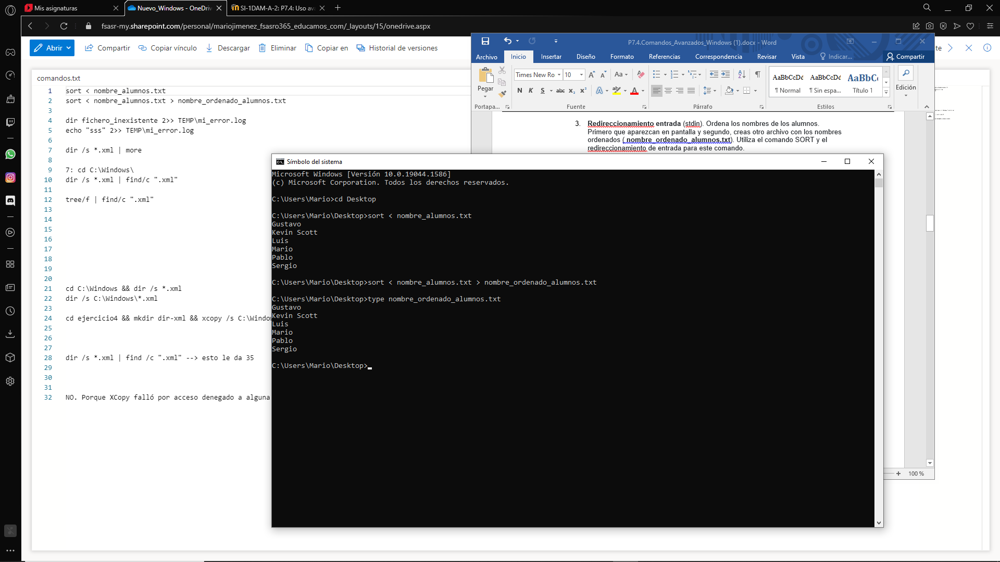 Mis asignaturas
Nuevo_Windows - OneDriv
SI-1DAM-A-2: P7.4: Uso av
fsasr-my.sharepoint.com/personal/mariojimenez_fsasro365_educamos_com/_layouts/15/onedrive.aspx
Abrir
Compartir
Copiar vínculo
Descargar
Eliminar
Copiar en
Historial de versiones
te
comandos.txt
1 sort < nombre_alumnos.txt
2 sort < nombre_alumnos.txt > nombre_ordenado_alumnos.txt
3
4 dir fichero_inexistente 2>> TEMP\mi_error.log
5 echo "sss" 2>> TEMP\mi_error.log
6
7 dir /s *.xml | more
8
9 7: cd C:\Windows\
10 dir /s *.xml | find/c ".xml"
11
12 tree/f | find/c ".xml"
13
14
15
16
17
18
19
20
21 cd C:\Windows && dir /s *.xml
22 dir /s C:\Windows\*.xml
23
24 cd ejercicio4 && mkdir dir-xml && xcopy /s C:\Window
25
26
27
28 dir /s *.xml | find /c ".xml" --> esto le da 35
29
30
31
32 NO. Porque XCopy falló por acceso denegado a alguna
P7.4.Comandos_Avanzados_Windows (1).docx - Word
Archivo
Inicio
Insertar
Diseño
Formato
Referencias
Correspondencia
Revisar
Vista
Indicar...
Compartir
Pegar
Times New Ro
10
Aa
N K S abc x₂ x²
A
A
AaBbCcDd
AaBbCcDd
AaBbC
¶ Normal
¶ Sin espa...
Título 1
Edición
Portapa...
Fuente
Párrafo
Estilos
3. Redireccionamiento entrada (stdin). Ordena los nombres de los alumnos.
Primero que aparezcan en pantalla y segundo, creas otro archivo con los nombres
ordenados ( nombre_ordenado_alumnos.txt). Utiliza el comando SORT y el
redireccionamiento de entrada para este comando.
100 %
Símbolo del sistema
Microsoft Windows [Versión 10.0.19044.1586]
(c) Microsoft Corporation. Todos los derechos reservados.
C:\Users\Mario>cd Desktop
C:\Users\Mario\Desktop>sort < nombre_alumnos.txt
Gustavo
Kevin Scott
Luis
Mario
Pablo
Sergio
C:\Users\Mario\Desktop>sort < nombre_alumnos.txt > nombre_ordenado_alumnos.txt
C:\Users\Mario\Desktop>type nombre_ordenado_alumnos.txt
Gustavo
Kevin Scott
Luis
Mario
Pablo
Sergio
C:\Users\Mario\Desktop>